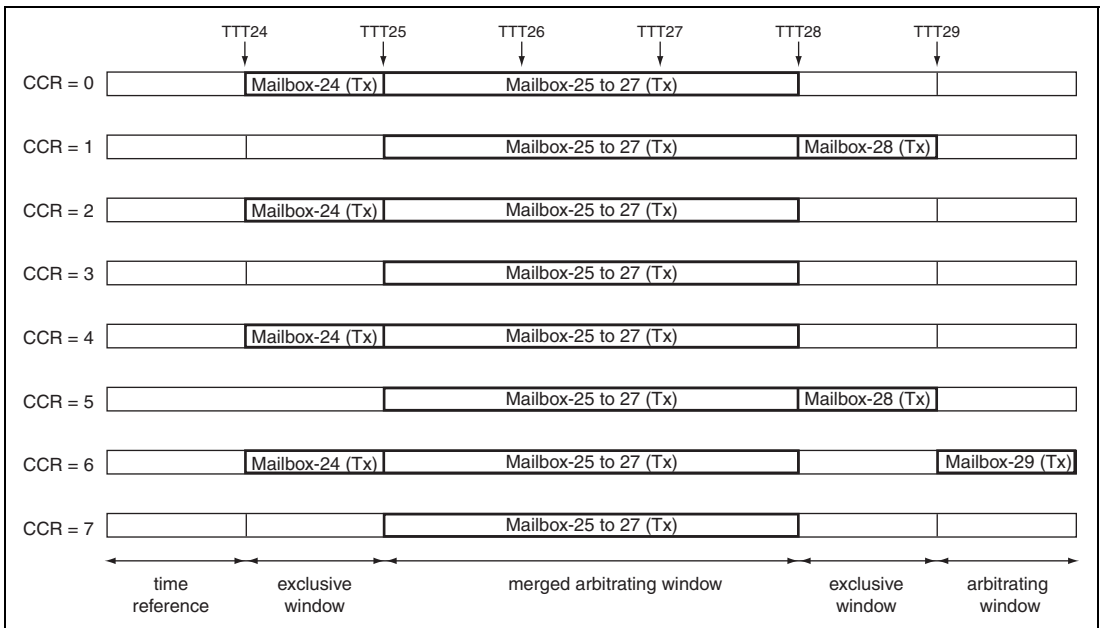 TTT24 TTT25 TTT26 TTT27 TTT28 TTT29
CCR = 0 Mailbox-24 (Tx) Mailbox-25 to 27 (Tx)
CCR = 1 Mailbox-25 to 27 (Tx) Mailbox-28 (Tx)
CCR = 2 Mailbox-24 (Tx) Mailbox-25 to 27 (Tx)
CCR = 3 Mailbox-25 to 27 (Tx)
CCR = 4 Mailbox-24 (Tx) Mailbox-25 to 27 (Tx)
CCR = 5 Mailbox-25 to 27 (Tx) Mailbox-28 (Tx)
CCR = 6 Mailbox-24 (Tx) Mailbox-25 to 27 (Tx) Mailbox-29 (Tx)
CCR = 7 Mailbox-25 to 27 (Tx)
time exclusive merged arbitrating window exclusive arbitrating
reference window window window